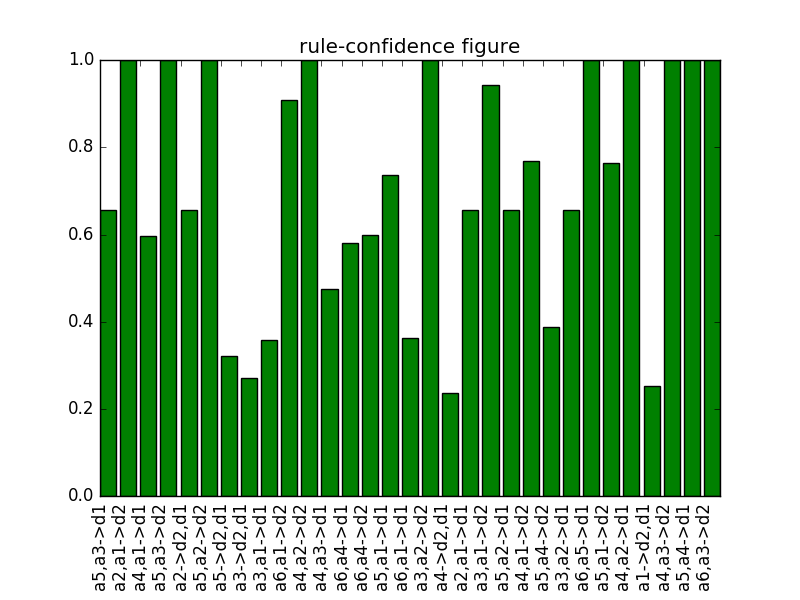 rule-confidence figure
1.0
0.8
0.6
0.4
0.2
0.0
a5,a3->d1
a2,a1->d2
a4,a1->d1
a5,a3->d2
a2->d2,d1
a5,a2->d2
a5->d2,d1
a3->d2,d1
a3,a1->d1
a6,a1->d2
a4,a2->d2
a4,a3->d1
a6,a4->d1
a6,a4->d2
a5,a1->d1
a6,a1->d1
a3,a2->d2
a4->d2,d1
a2,a1->d1
a3,a1->d2
a5,a2->d1
a4,a1->d2
a5,a4->d2
a3,a2->d1
a6,a5->d1
a5,a1->d2
a4,a2->d1
a1->d2,d1
a4,a3->d2
a5,a4->d1
a6,a3->d2